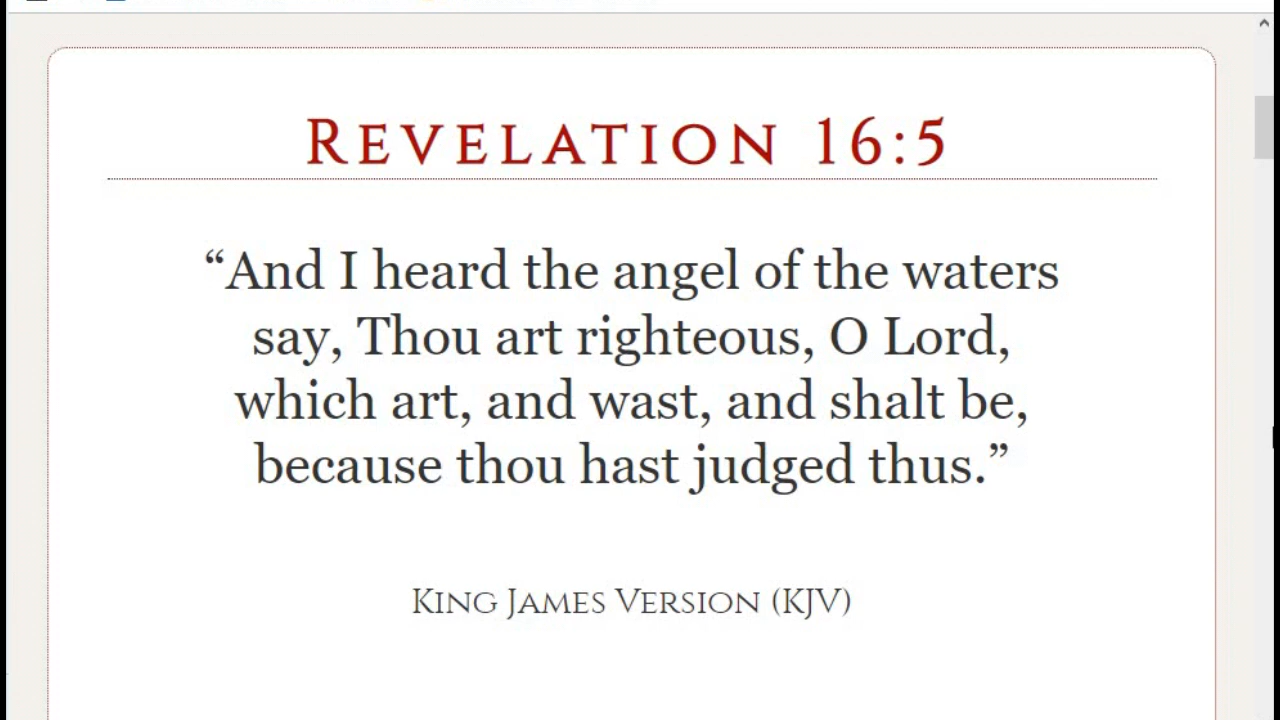 REVELATION 16:5
“And I heard the angel of the waters
say, Thou art righteous, O Lord,
which art, and wast, and shalt be,
because thou hast judged thus.”
KING JAMES VERSION (KJV)